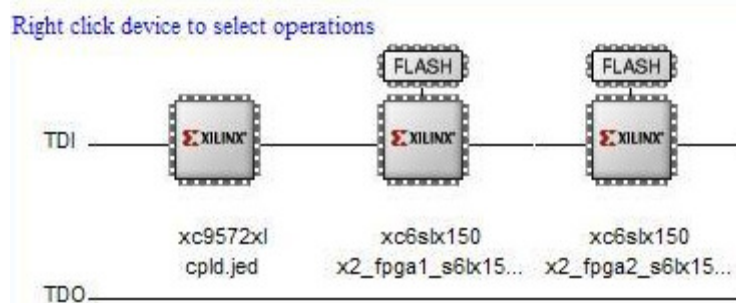 Right click device to select operations
FLASH FLASH
TDI XILINX XILINX XILINX
xc9572xl xc6slx150 xc6slx150
cpld.jed x2_fpga1_s6lx15... x2_fpga2_s6lx15...
TDO